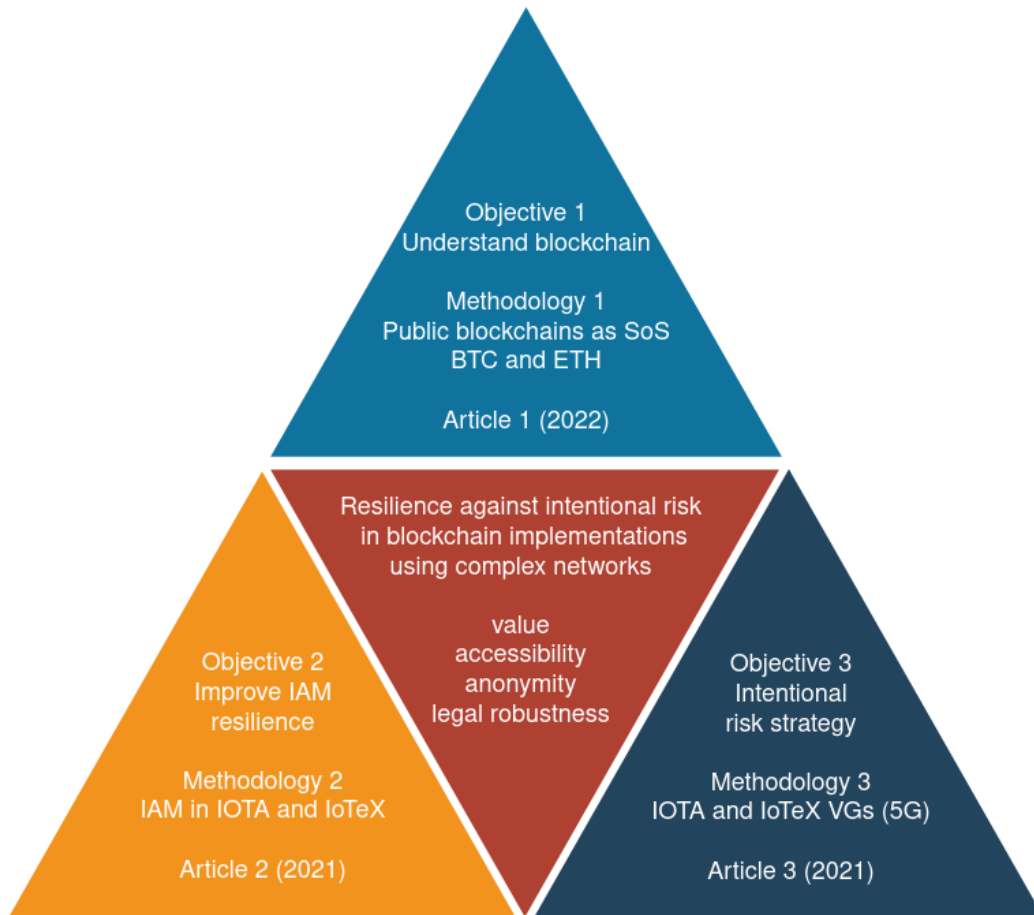 Objective 1
Understand blockchain
Methodology 1
Public blockchains as SoS
BTC and ETH
Article 1 (2022)
Resilience against intentional risk
in blockchain implementations
using complex networks
value
accessibility
anonymity
legal robustness
Objective 2
Improve IAM
resilience
Methodology 2
IAM in IOTA and IoTeX
Article 2 (2021)
Objective 3
Intentional
risk strategy
Methodology 3
IOTA and IoTeX VGs (5G)
Article 3 (2021)